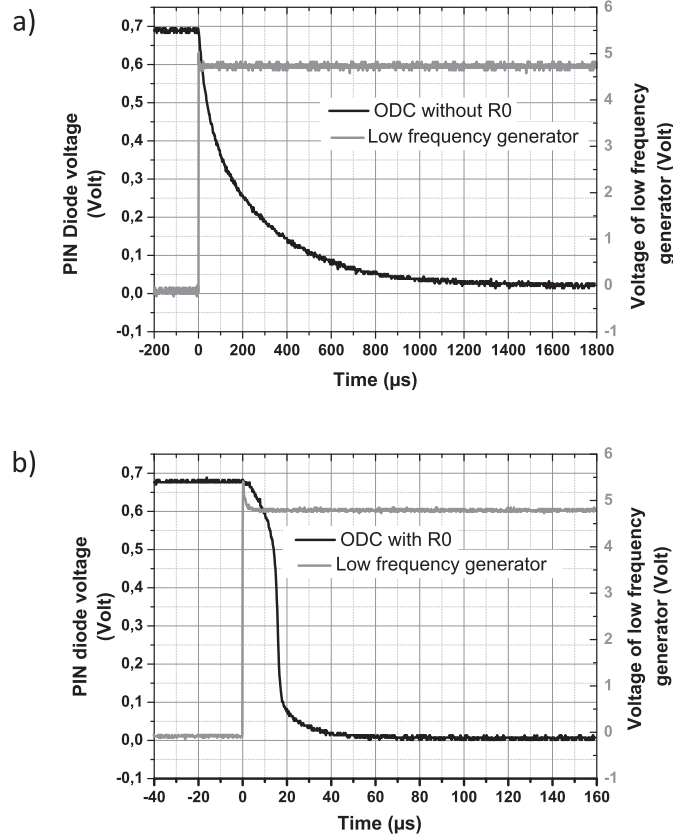 a)
PIN Diode voltage
(Volt)
0,7
0,6
0,5
0,4
0,3
0,2
0,1
0,0
-0,1
6
5
4
3
2
1
0
-1
Voltage of low frequency
generator (Volt)
ODC without R0
Low frequency generator
-200 0 200 400 600 800 1000 1200 1400 1600 1800
Time (µs)
b)
PIN diode voltage
(Volt)
0,7
0,6
0,5
0,4
0,3
0,2
0,1
0,0
-0,1
6
5
4
3
2
1
0
-1
Voltage of low frequency
generator (Volt)
ODC with R0
Low frequency generator
-40 -20 0 20 40 60 80 100 120 140 160
Time (µs)